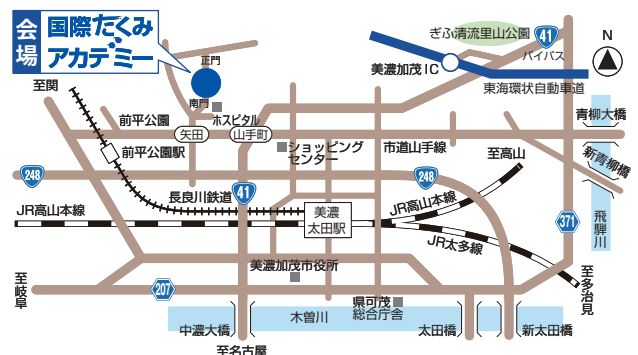 会場
国際たくみ
アカデミー
正門
南門
ホスピタル
至関
前平公園
矢田
山手町
前平公園駅
ショッピング
センター
市道山手線
ぎふ清流里山公園
41
バイパス
美濃加茂IC
東海環状自動車道
N
青柳大橋
新青柳橋
至高山
248
長良川鉄道
41
248
JR高山本線
美濃
太田駅
JR高山本線
JR太多線
371
飛騨川
美濃加茂市役所
至岐阜
207
県可茂
総合庁舎
至多治見
中濃大橋
木曽川
太田橋
新太田橋
至名古屋